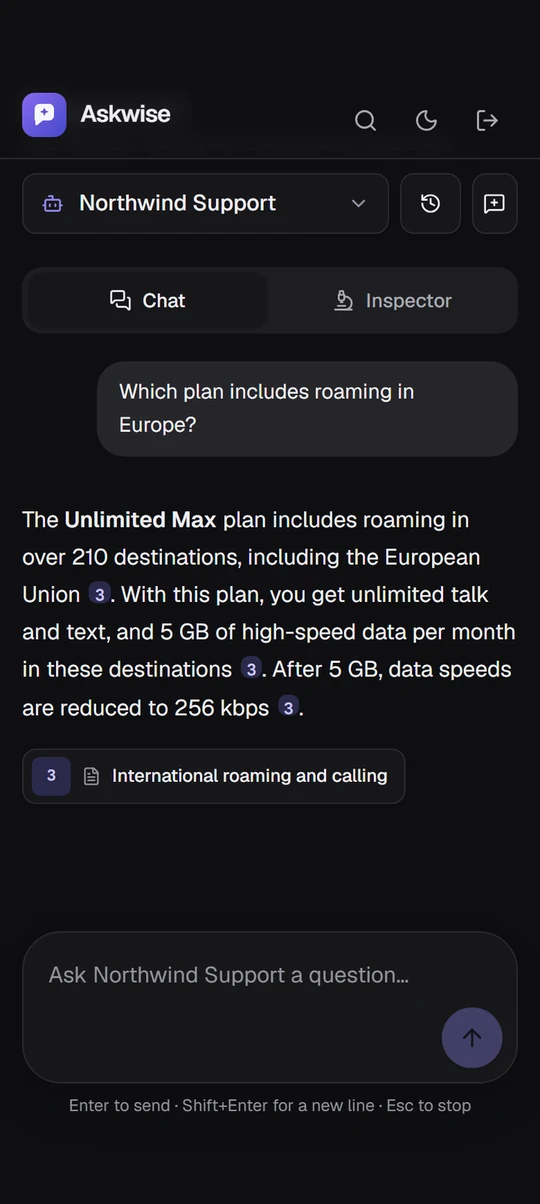 Askwise
Northwind Support
Chat
Inspector
Which plan includes roaming in
Europe?
The Unlimited Max plan includes roaming in
over 210 destinations, including the European
Union 3. With this plan, you get unlimited talk
and text, and 5 GB of high-speed data per month
in these destinations 3. After 5 GB, data speeds
are reduced to 256 kbps 3.
3 International roaming and calling
Ask Northwind Support a question...
Enter to send · Shift+Enter for a new line · Esc to stop